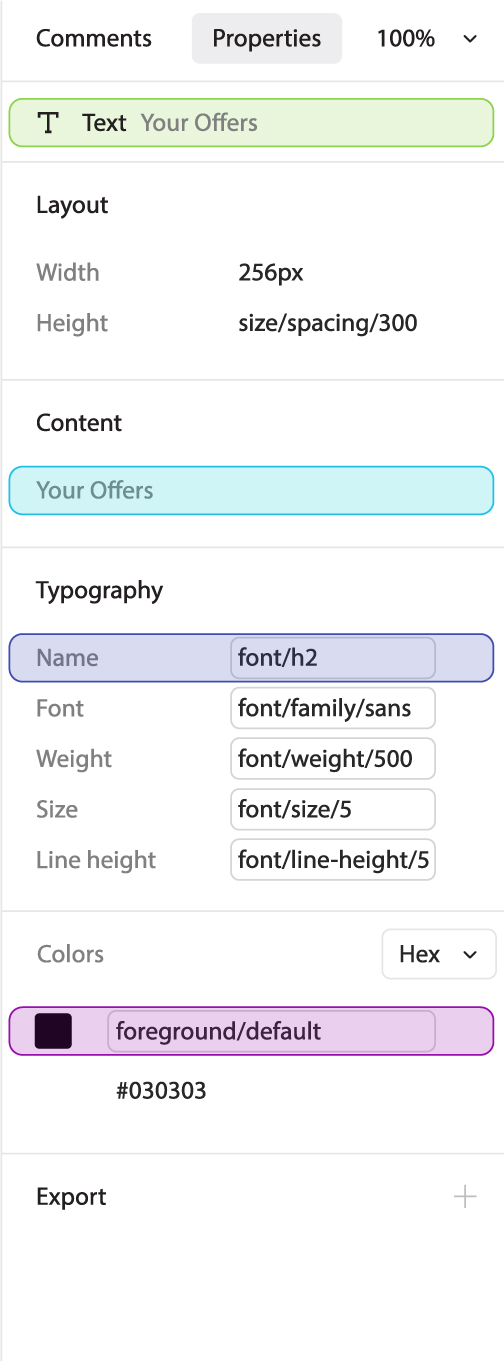 Comments Properties 100%
Text Your Offers
Layout
Width 256px
Height size/spacing/300
Content
Your Offers
Typography
Name font/h2
Font font/family/sans
Weight font/weight/500
Size font/size/5
Line height font/line-height/5
Colors Hex
foreground/default
#030303
Export